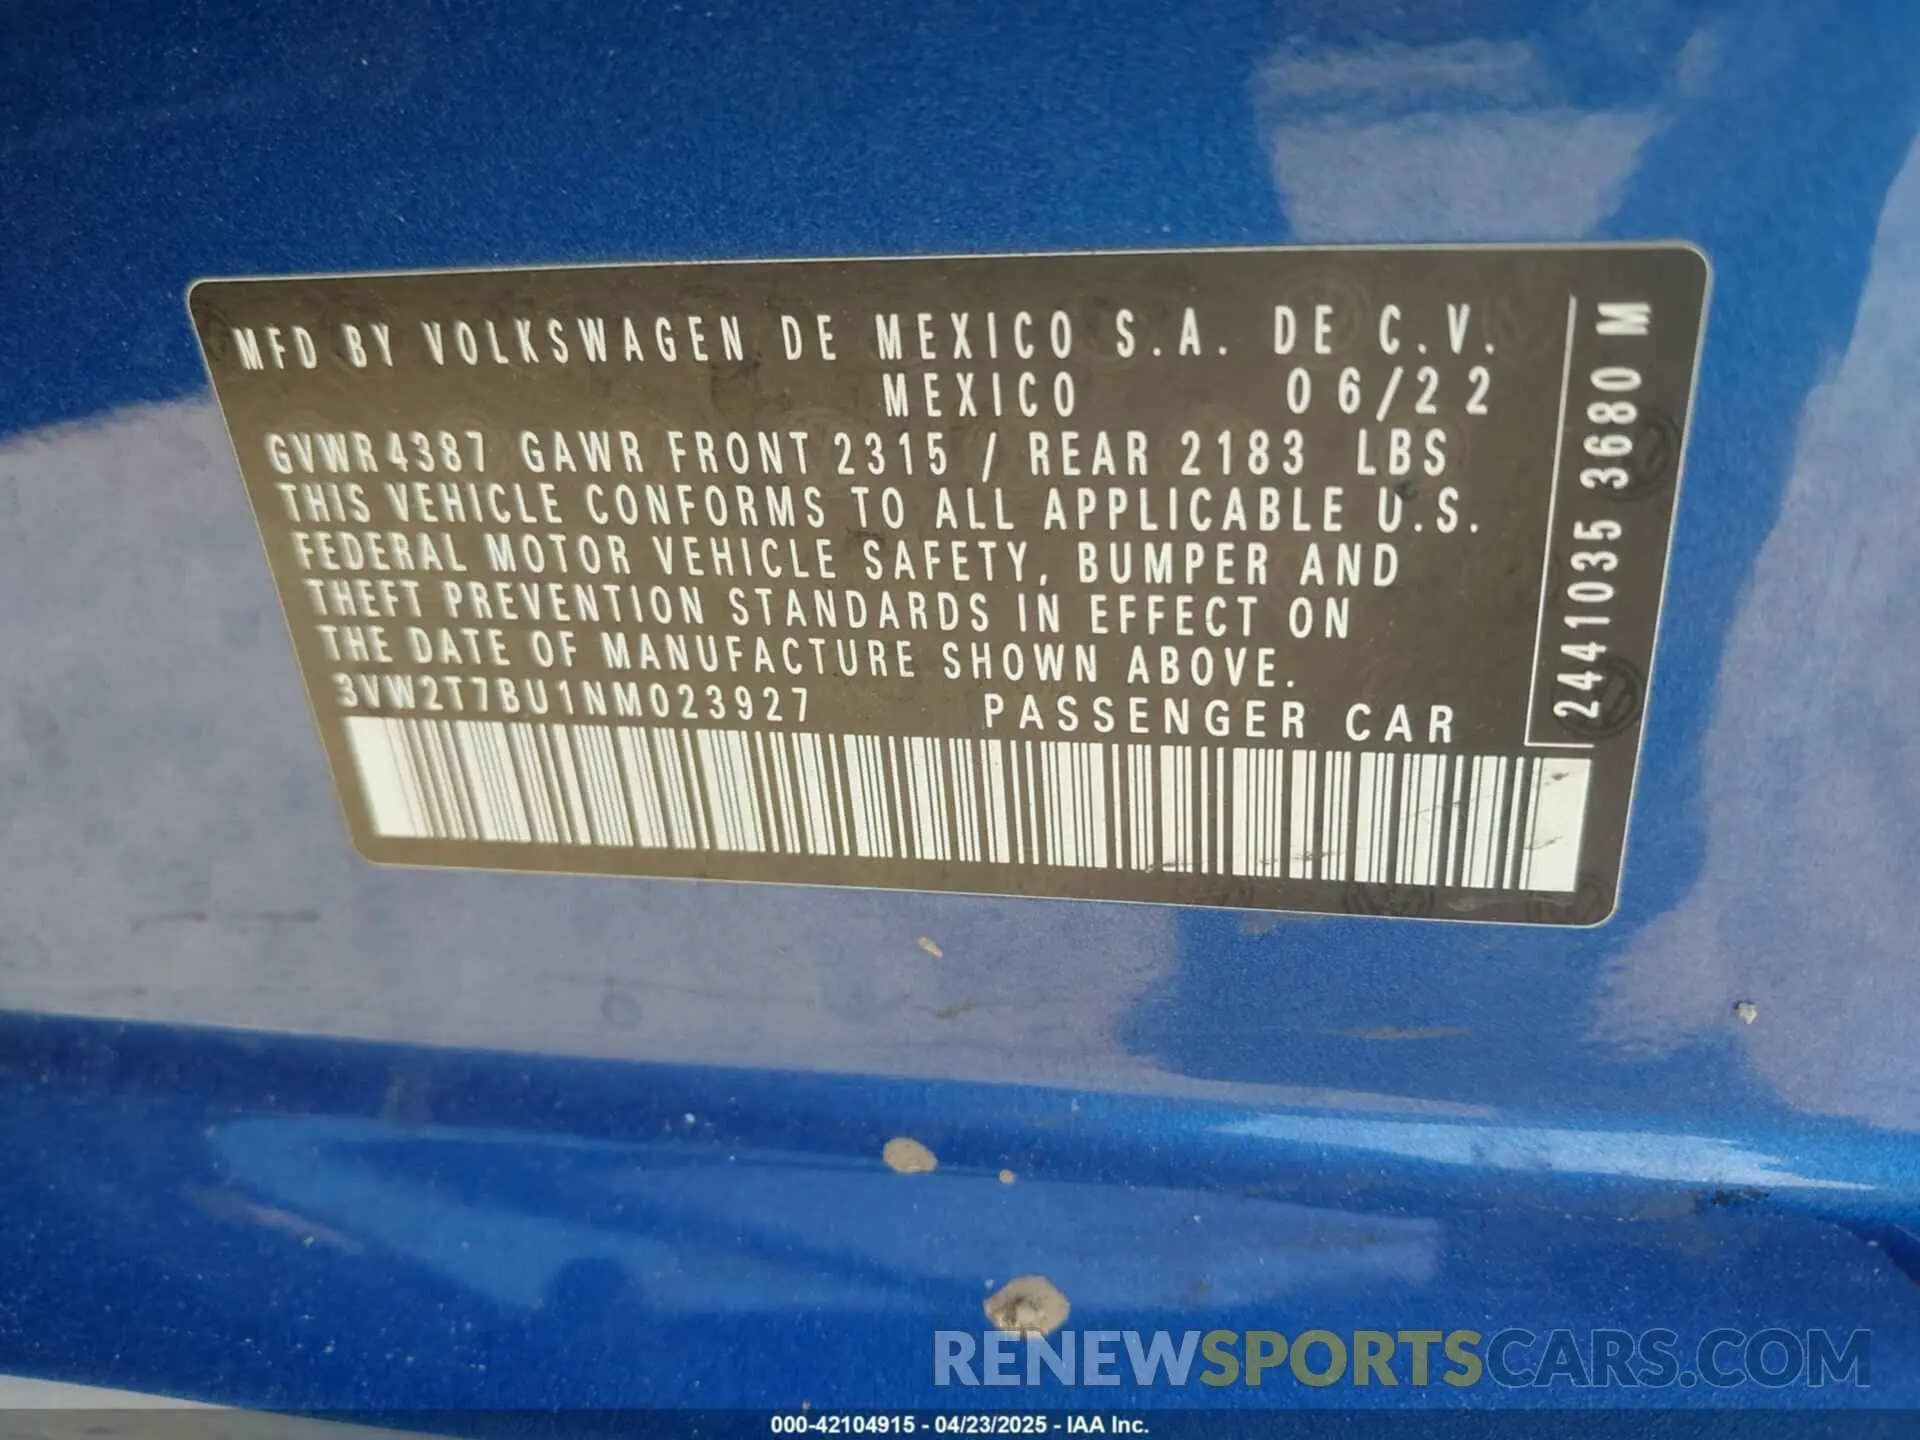 MFD BY VOLKSWAGEN DE MEXICO S.A. DE C.V.
MEXICO 06/22
GVWR 4387 GAWR FRONT 2315 / REAR 2183 LBS
THIS VEHICLE CONFORMS TO ALL APPLICABLE U.S.
FEDERAL MOTOR VEHICLE SAFETY, BUMPER AND
THEFT PREVENTION STANDARDS IN EFFECT ON
THE DATE OF MANUFACTURE SHOWN ABOVE.
3VW2T7BU1NM023927 PASSENGER CAR
2441035 3680 M
RENEWSPORTSCARS.COM
000-42104915 - 04/23/2025 - IAA Inc.